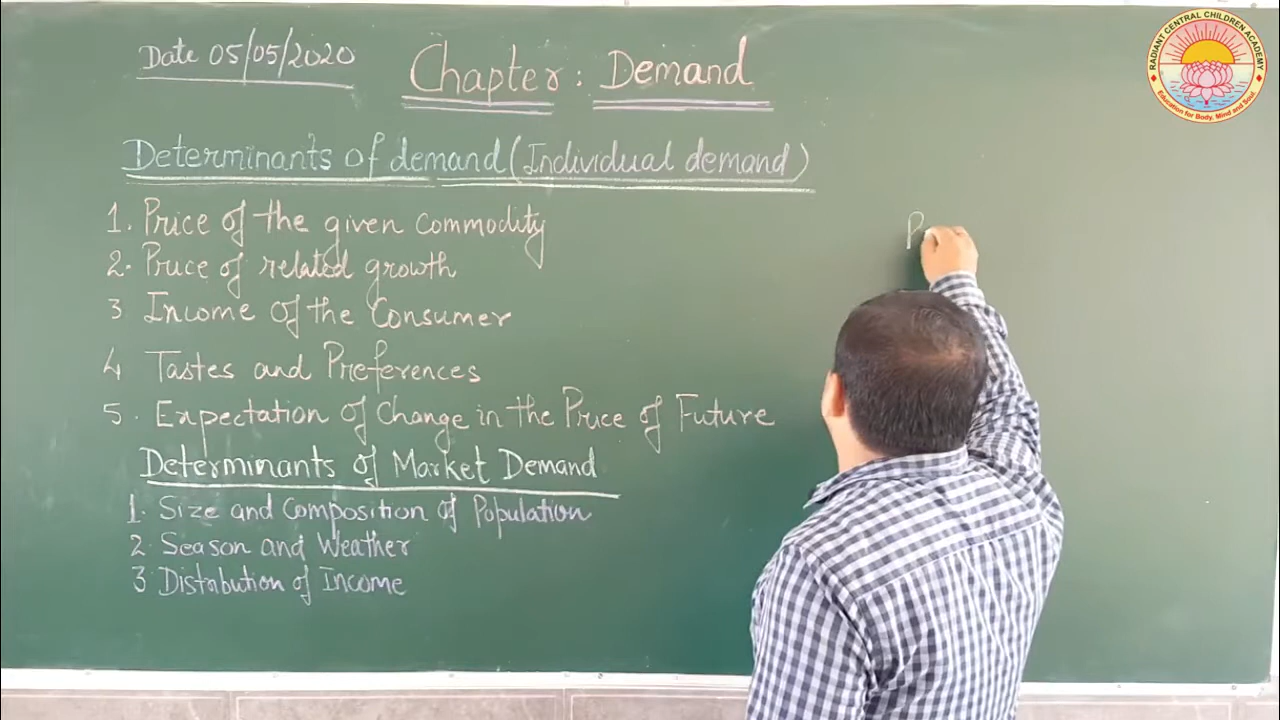 Date 05/05/2020
Chapter: Demand
Determinants of demand (Individual demand)
1. Price of the given commodity
2. Price of related growth
3 Income of the Consumer
4 Tastes and Preferences
5. Expectation of Change in the Price of Future
Determinants of Market Demand
1. Size and Composition of Population
2. Season and Weather
3 Distribution of Income
P
RADIANT CENTRAL CHILDREN ACADEMY
Education for Body, Mind and Soul